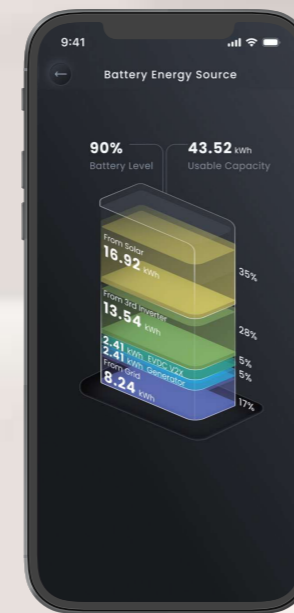 9:41
Battery Energy Source
90%
43.52 kWh
Battery Level
Usable Capacity
From Solar
16.92 kWh
35%
From 3rd Inverter
13.54 kWh
28%
2.41 kWh EVDC V2X
5%
2.41 kWh Generator
5%
From Grid
8.24 kWh
17%